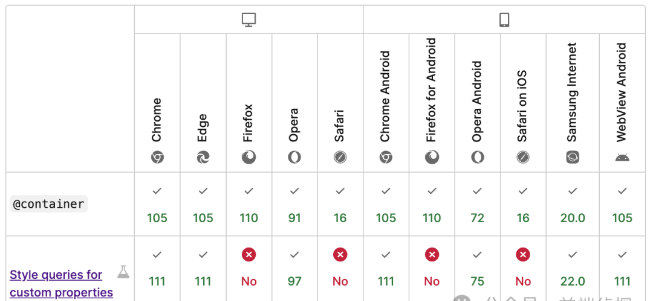 Chrome
Edge
Firefox
Opera
Safari
Chrome Android
Firefox for Android
Opera Android
Safari on iOS
Samsung Internet
WebView Android
@container
105 105 110 91 16 105 110 72 16 20.0 105
Style queries for
custom properties
111 111 No 97 No 111 No 75 No 22.0 111